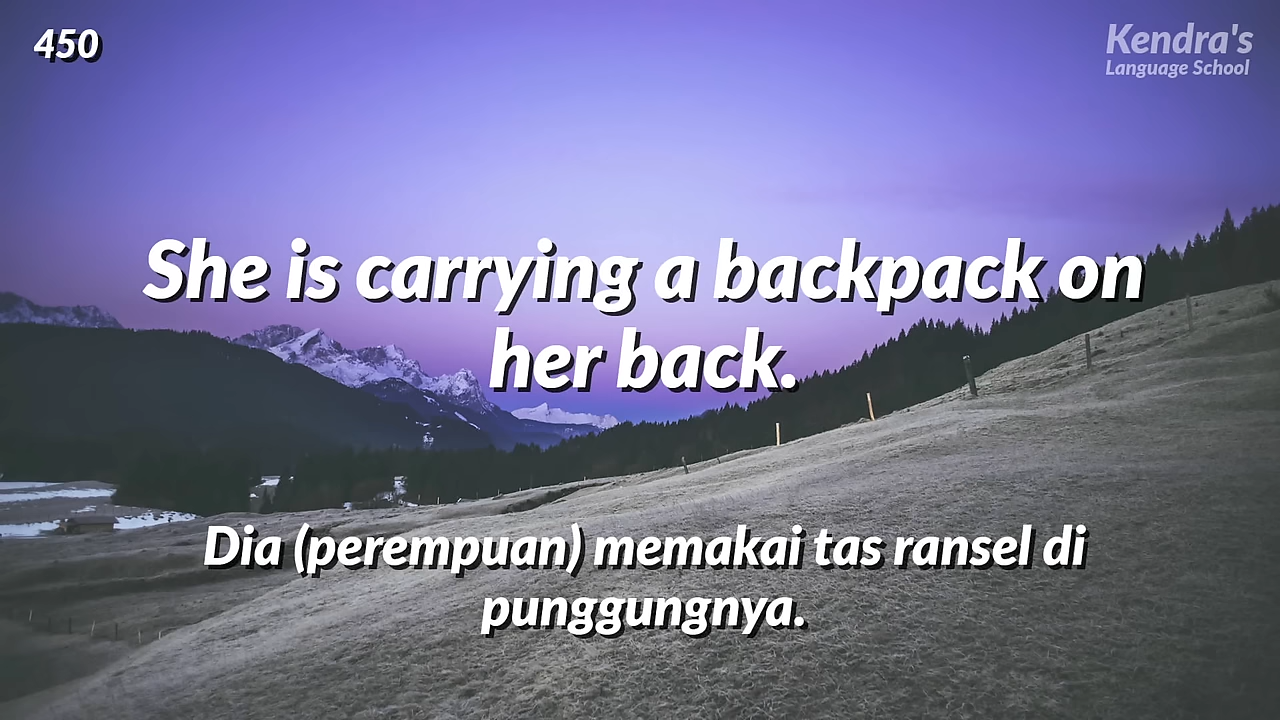 450
Kendra's
Language School
She is carrying a backpack on
her back.
Dia (perempuan) memakai tas ransel di
punggungnya.